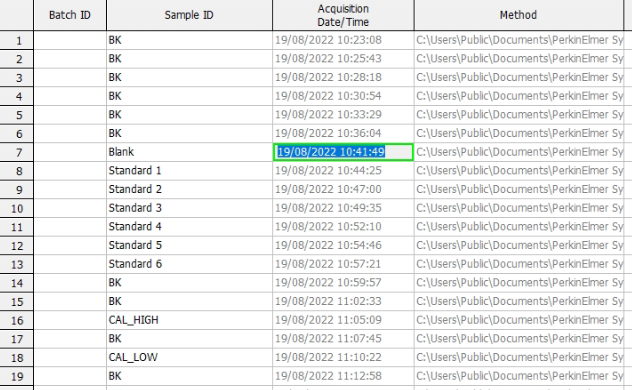 Batch ID Sample ID Acquisition Date/Time Method
1 BK 19/08/2022 10:23:08 C:\Users\Public\Documents\PerkinElmer Sy
2 BK 19/08/2022 10:25:43 C:\Users\Public\Documents\PerkinElmer Sy
3 BK 19/08/2022 10:28:18 C:\Users\Public\Documents\PerkinElmer Sy
4 BK 19/08/2022 10:30:54 C:\Users\Public\Documents\PerkinElmer Sy
5 BK 19/08/2022 10:33:29 C:\Users\Public\Documents\PerkinElmer Sy
6 BK 19/08/2022 10:36:04 C:\Users\Public\Documents\PerkinElmer Sy
7 Blank 19/08/2022 10:41:49 C:\Users\Public\Documents\PerkinElmer Sy
8 Standard 1 19/08/2022 10:44:25 C:\Users\Public\Documents\PerkinElmer Sy
9 Standard 2 19/08/2022 10:47:00 C:\Users\Public\Documents\PerkinElmer Sy
10 Standard 3 19/08/2022 10:49:35 C:\Users\Public\Documents\PerkinElmer Sy
11 Standard 4 19/08/2022 10:52:10 C:\Users\Public\Documents\PerkinElmer Sy
12 Standard 5 19/08/2022 10:54:46 C:\Users\Public\Documents\PerkinElmer Sy
13 Standard 6 19/08/2022 10:57:21 C:\Users\Public\Documents\PerkinElmer Sy
14 BK 19/08/2022 10:59:57 C:\Users\Public\Documents\PerkinElmer Sy
15 BK 19/08/2022 11:02:33 C:\Users\Public\Documents\PerkinElmer Sy
16 CAL_HIGH 19/08/2022 11:05:09 C:\Users\Public\Documents\PerkinElmer Sy
17 BK 19/08/2022 11:07:45 C:\Users\Public\Documents\PerkinElmer Sy
18 CAL_LOW 19/08/2022 11:10:22 C:\Users\Public\Documents\PerkinElmer Sy
19 BK 19/08/2022 11:12:58 C:\Users\Public\Documents\PerkinElmer Sy